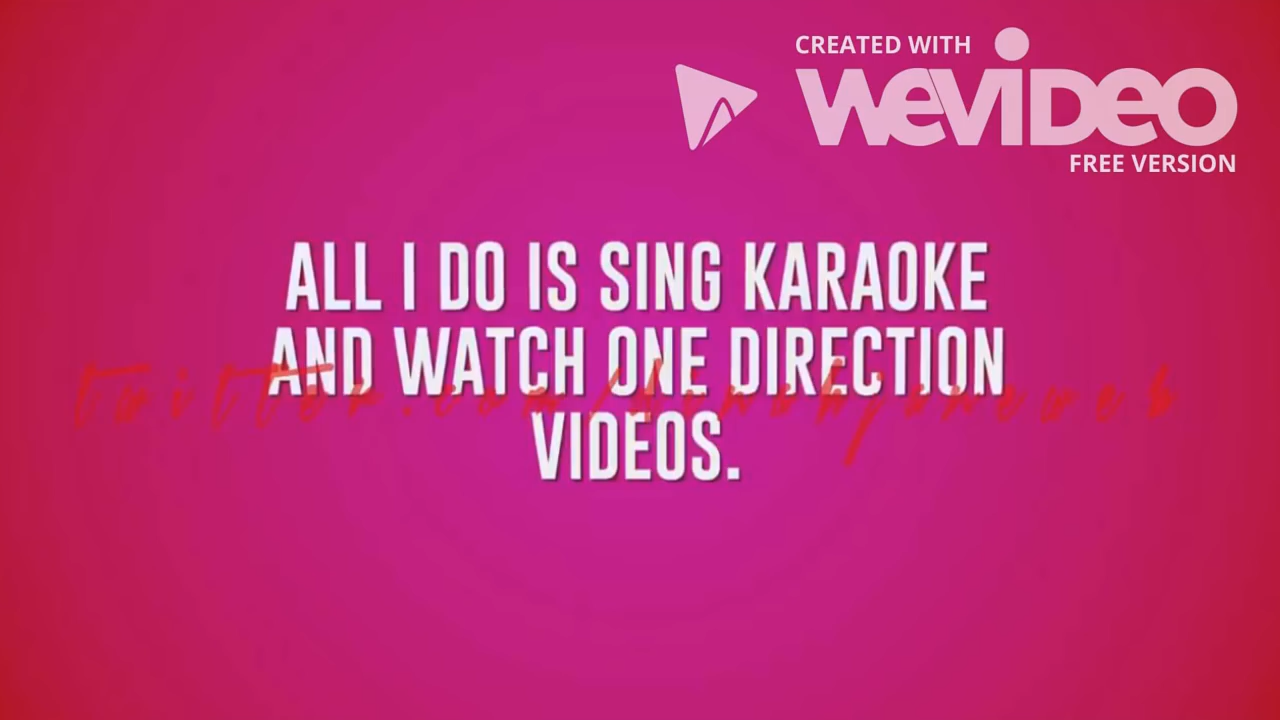 CREATED WITH
WEVIDEO
FREE VERSION
ALL I DO IS SING KARAOKE
AND WATCH ONE DIRECTION
VIDEOS.